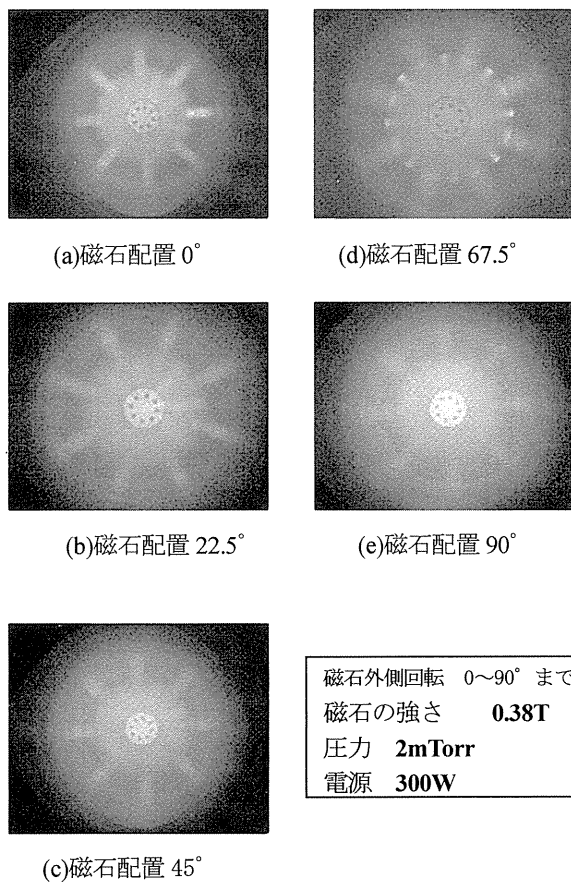 (a)磁石配置 0°
(d)磁石配置 67.5°
(b)磁石配置 22.5°
(e)磁石配置 90°
(c)磁石配置 45°
磁石外側回転 0～90° まで
磁石の強さ 0.38T
圧力 2mTorr
電源 300W